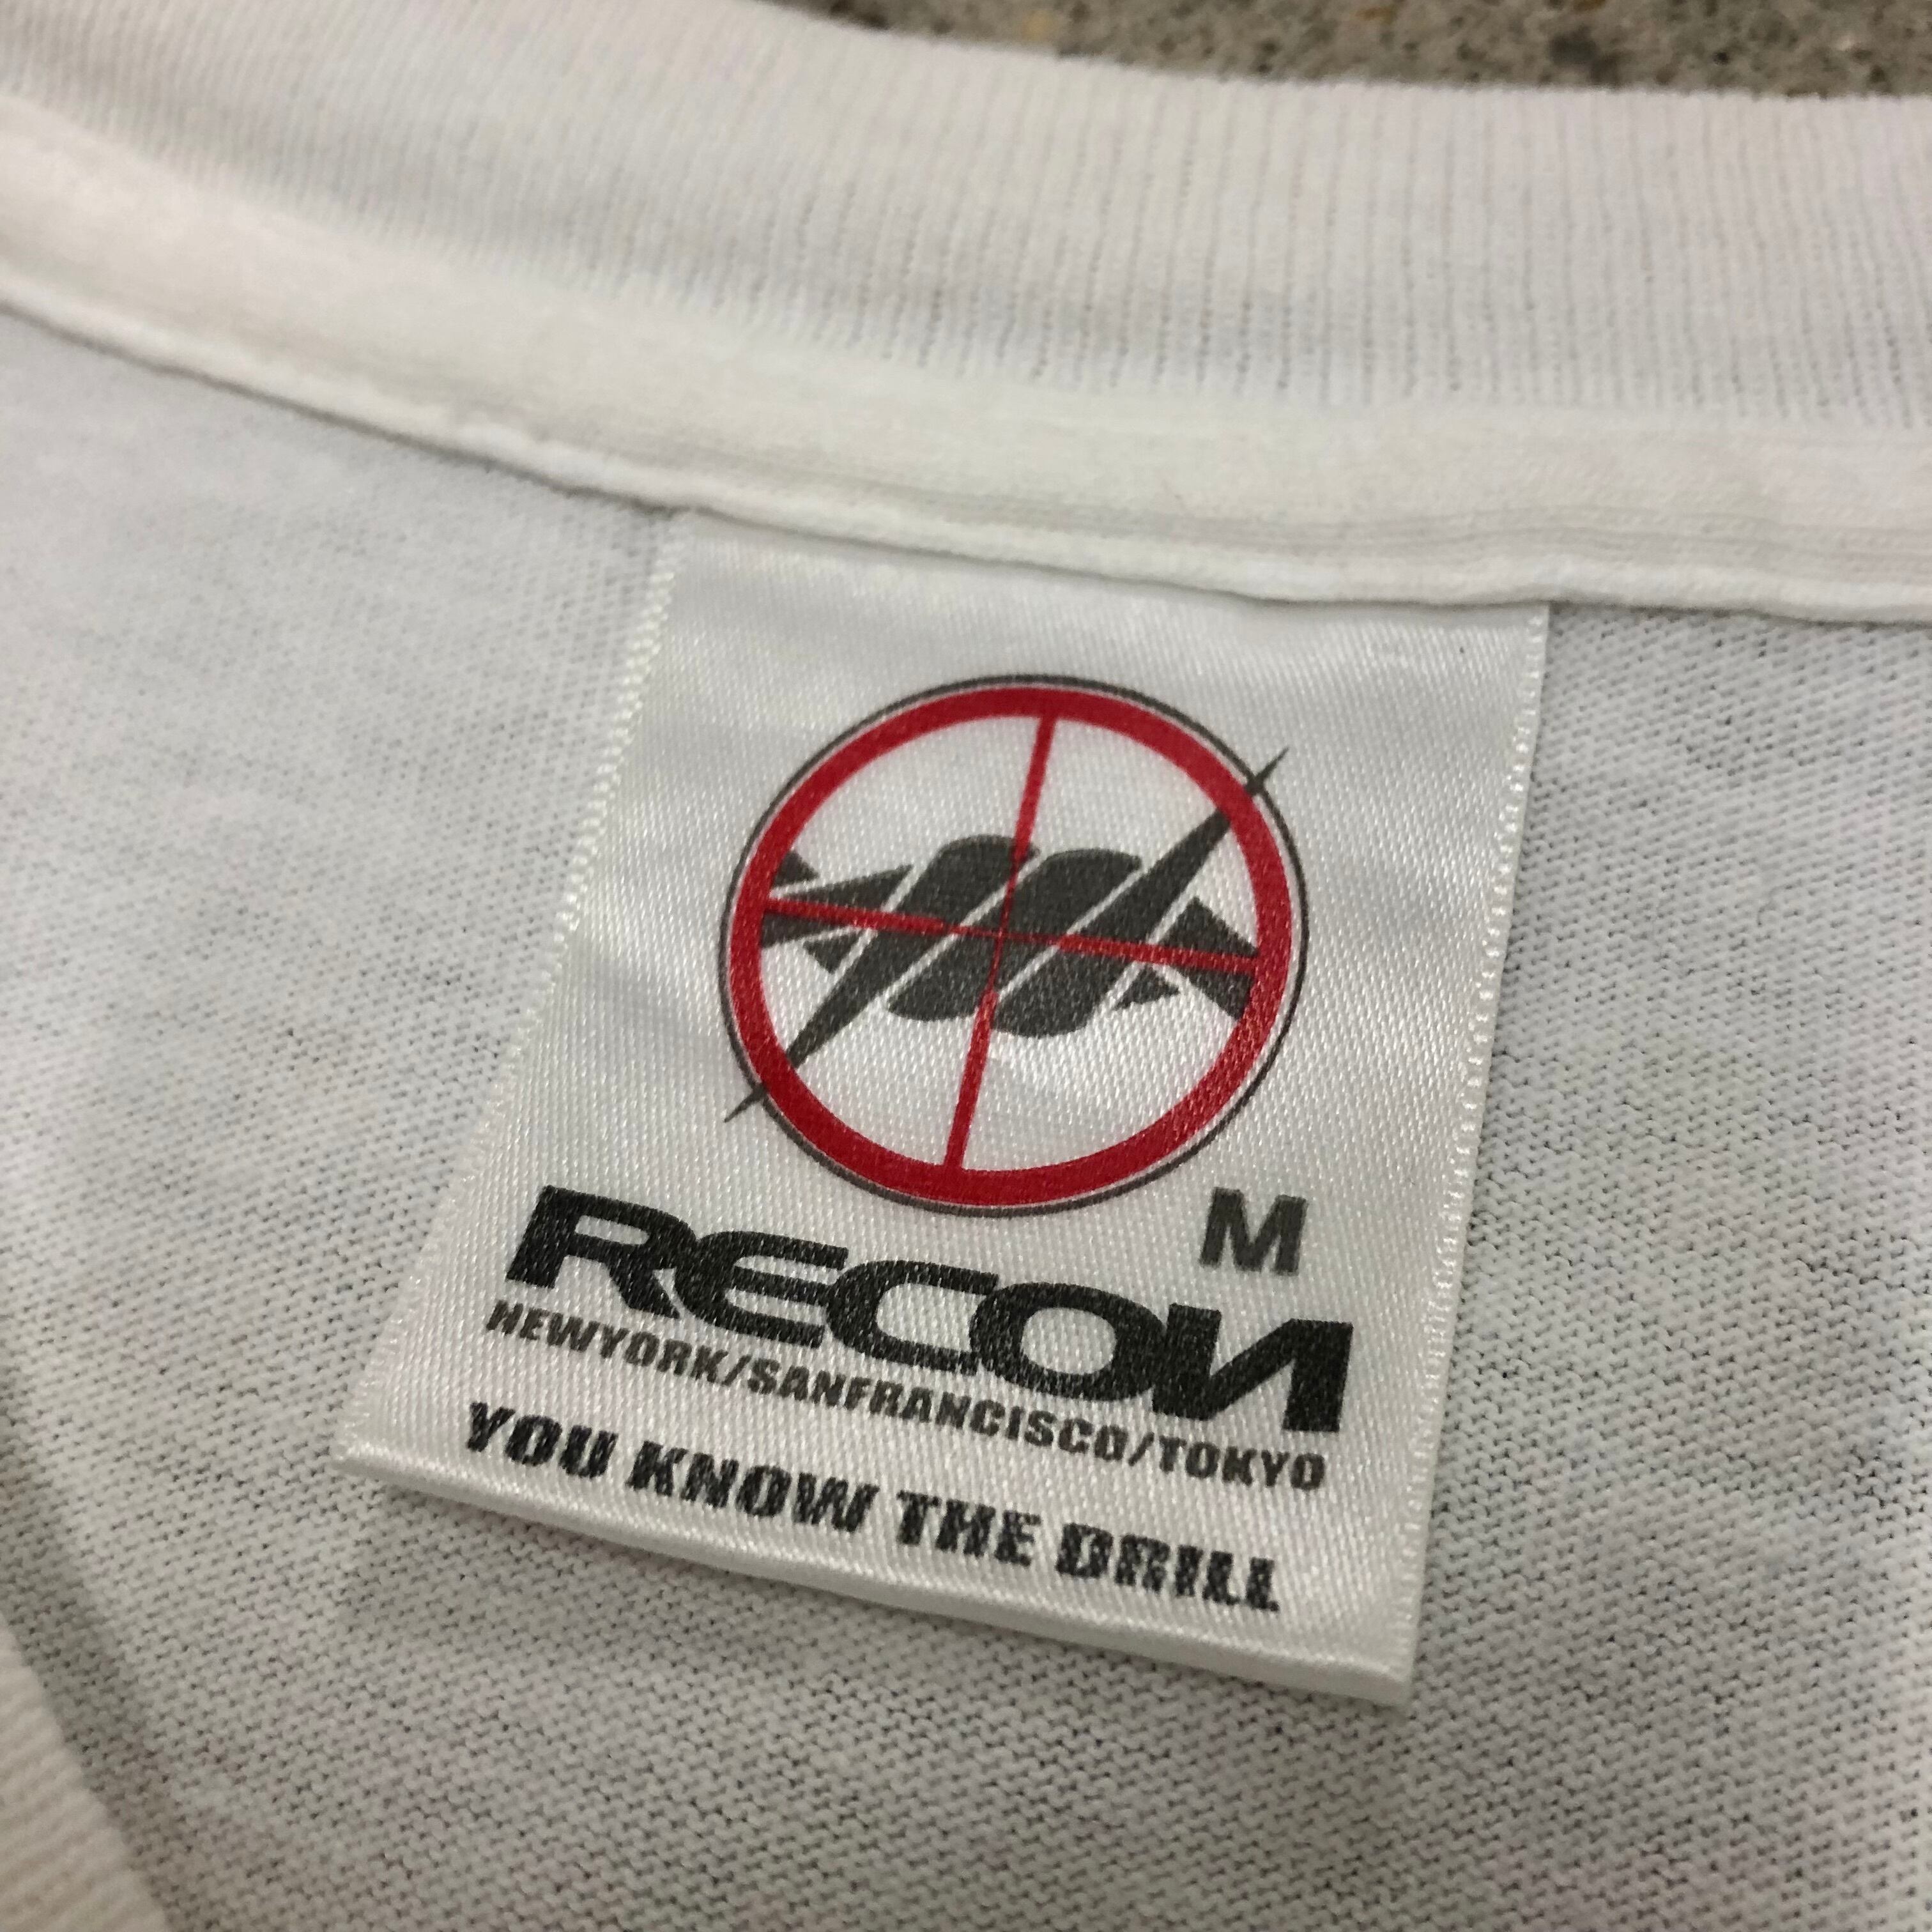 M
RECON
NEWYORK/SANFRANCISCO/TOKYO
YOU KNOW THE DRILL